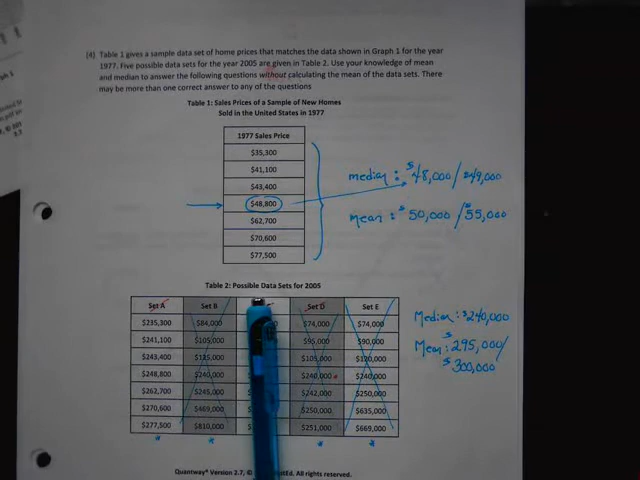 (4) Table 1 gives a sample data set of home prices that matches the data shown in Graph 1 for the year
1977. Five possible data sets for the year 2005 are given in Table 2. Use your knowledge of mean
and median to answer the following questions without calculating the mean of the data sets. There
may be more than one correct answer to any of the questions
Table 1: Sales Prices of a Sample of New Homes
Sold in the United States in 1977
1977 Sales Price
$35,300
$41,100
$43,400
$48,800
$62,700
$70,600
$77,500
median : $48,000/249,000
mean : $50,000/$55,000
Table 2: Possible Data Sets for 2005
Set A Set B Set D Set E
$235,300 $84,000 $74,000 $74,000
$241,100 $105,000 $95,000 $90,000
$243,400 $125,000 $105,000 $120,000
$248,800 $240,000 $240,000 $240,000
$262,700 $245,000 $242,000 $250,000
$270,600 $469,000 $250,000 $635,000
$277,500 $810,000 $251,000 $669,000
Median : $240,000
Mean : $295,000/
$300,000
Quantway® Version 2.7, © All rights reserved.